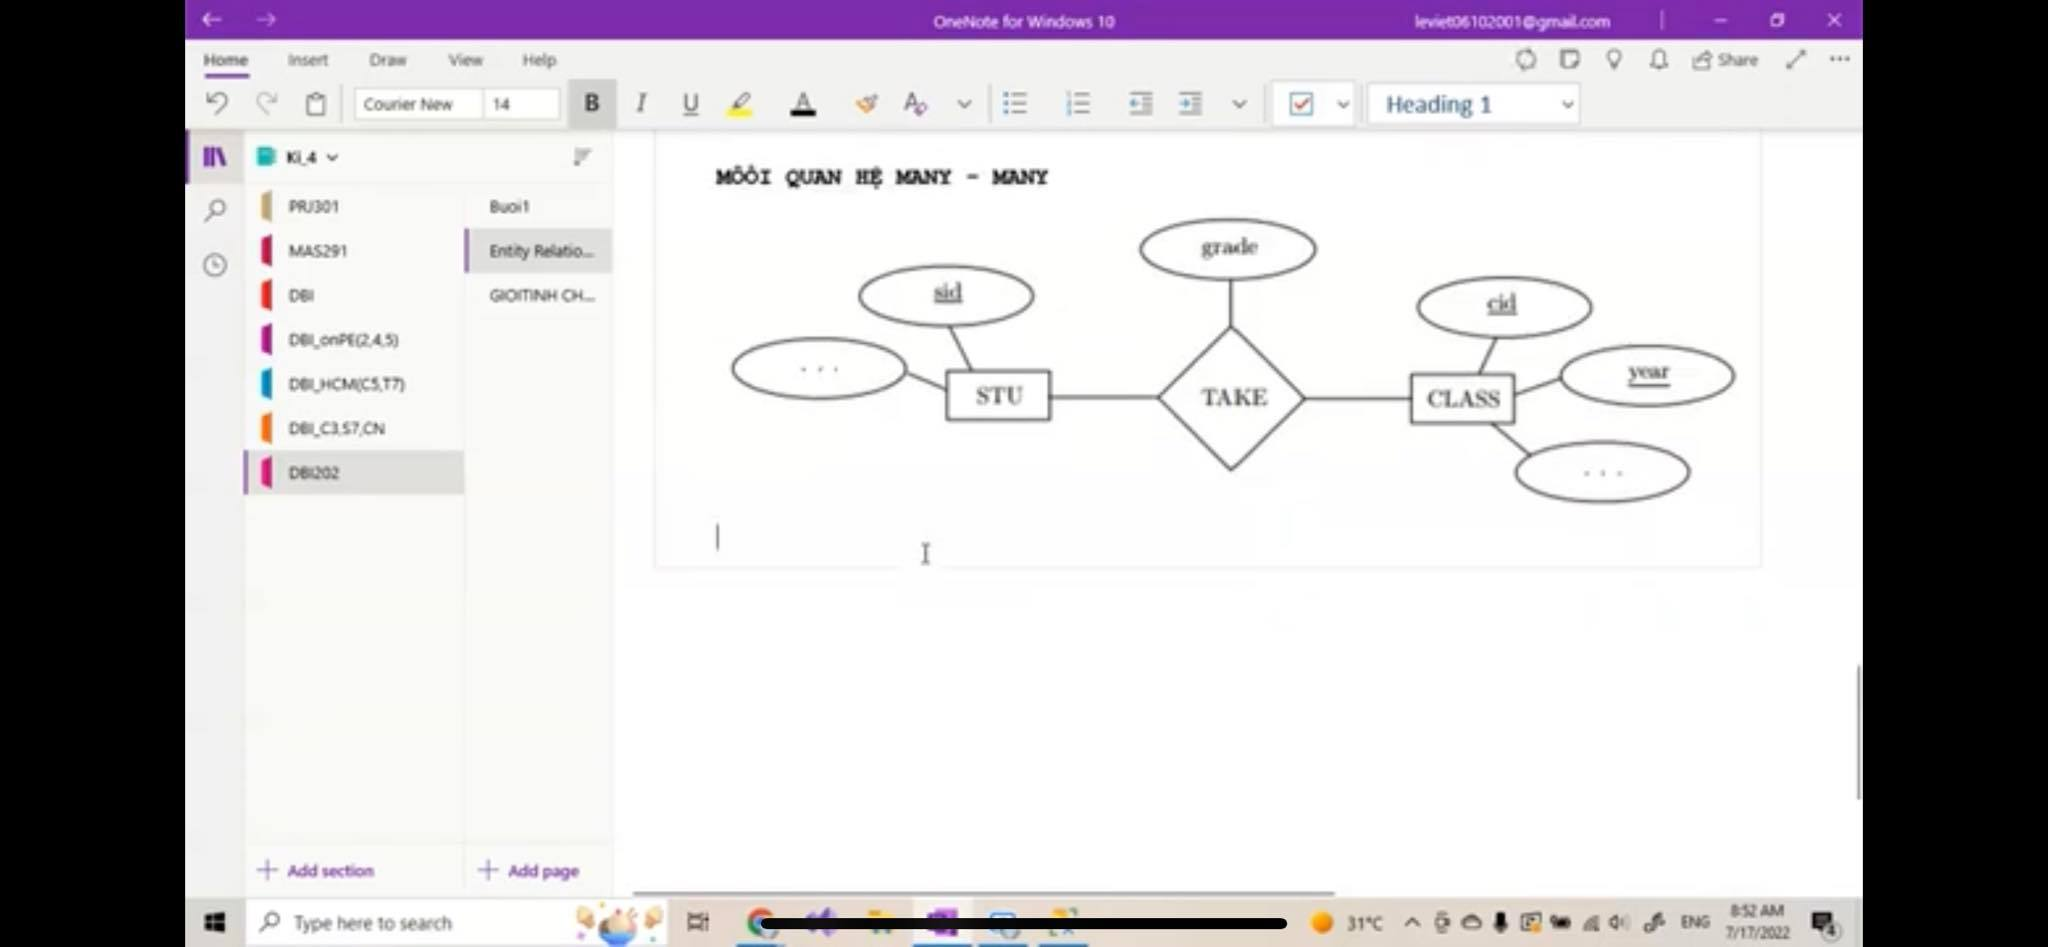 OneNote for Windows 10
leviet06102001@gmail.com
Home Insert Draw View Help
Share
Courier New 14 B I U A A Heading 1
Ki_4
PRJ301
MAS291
DBI
DBI_onPE(2,4,5)
DBI_HCM(C5,T7)
DBI_C3,S7,CN
DBI202
Buoi1
Entity Relatio...
GIOITINH CH...
MÔÔI QUAN HỆ MANY - MANY
grade
sid
cid
. . .
year
STU
TAKE
CLASS
. . .
+ Add section
+ Add page
Type here to search
31°C
ENG
8:52 AM
7/17/2022
4